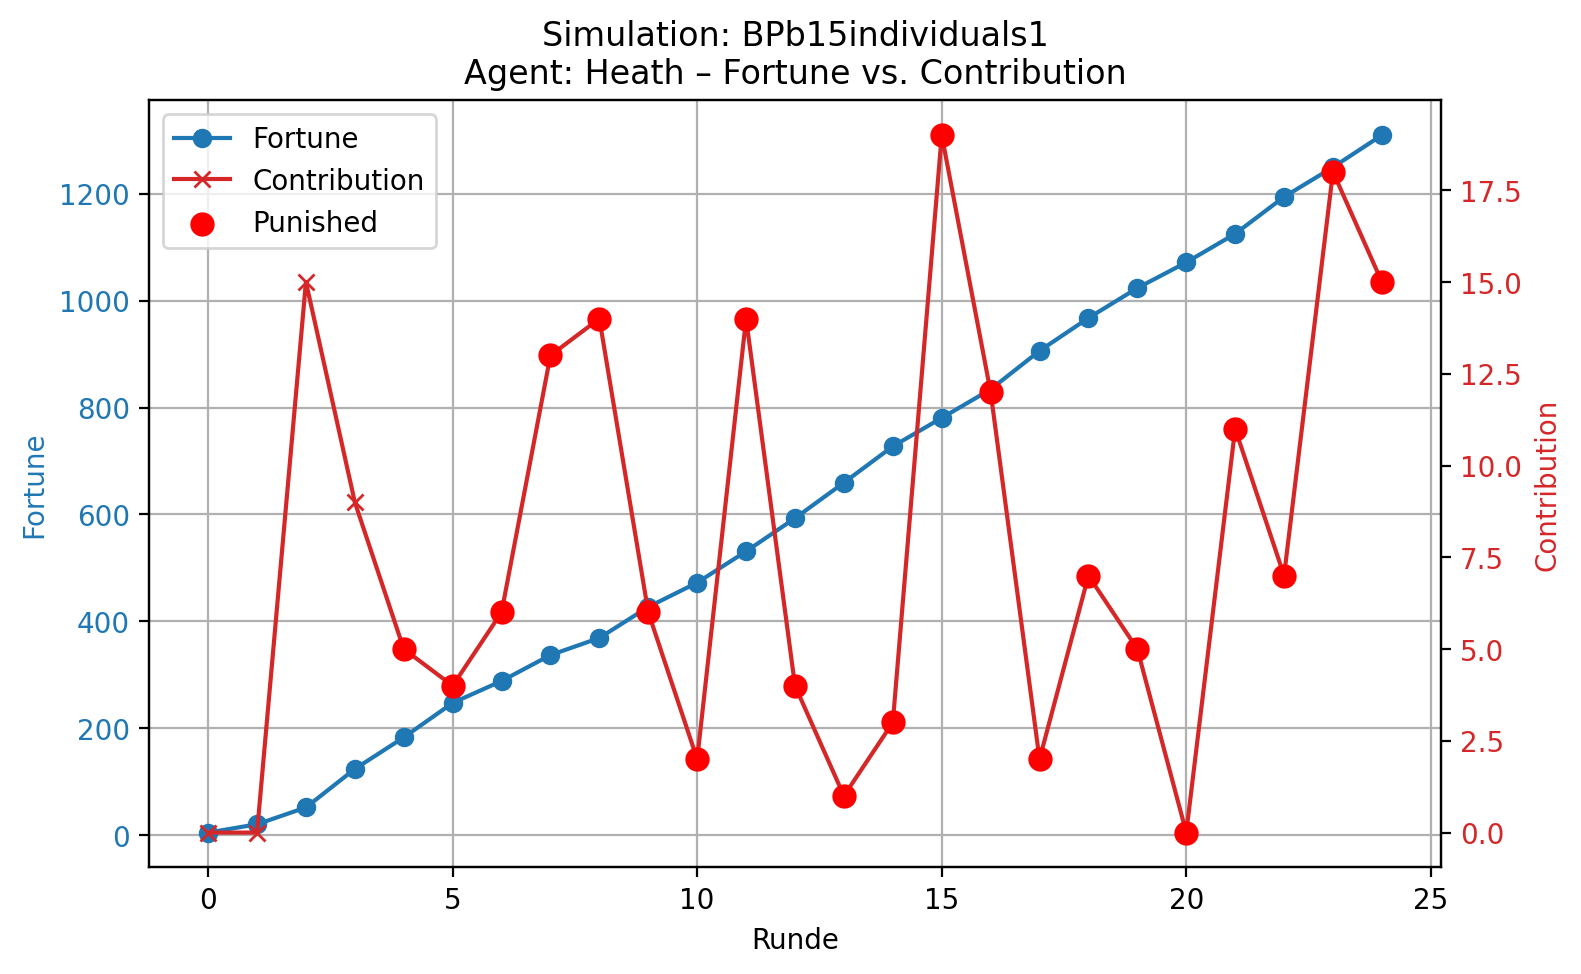 Simulation: BPb15individuals1
Agent: Heath – Fortune vs. Contribution
Fortune
Contribution
Punished
1200
1000
800
600
400
200
0
Fortune
17.5
15.0
12.5
10.0
7.5
5.0
2.5
0.0
Contribution
0 5 10 15 20 25
Runde